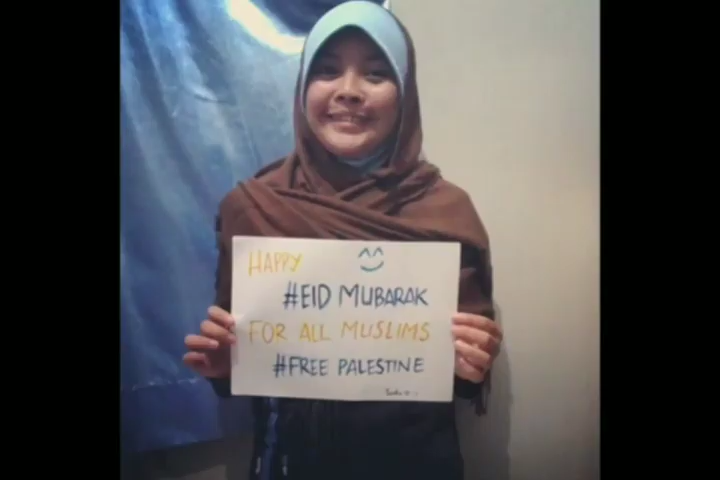 HAPPY
#EID MUBARAK
FOR ALL MUSLIMS
#FREE PALESTINE